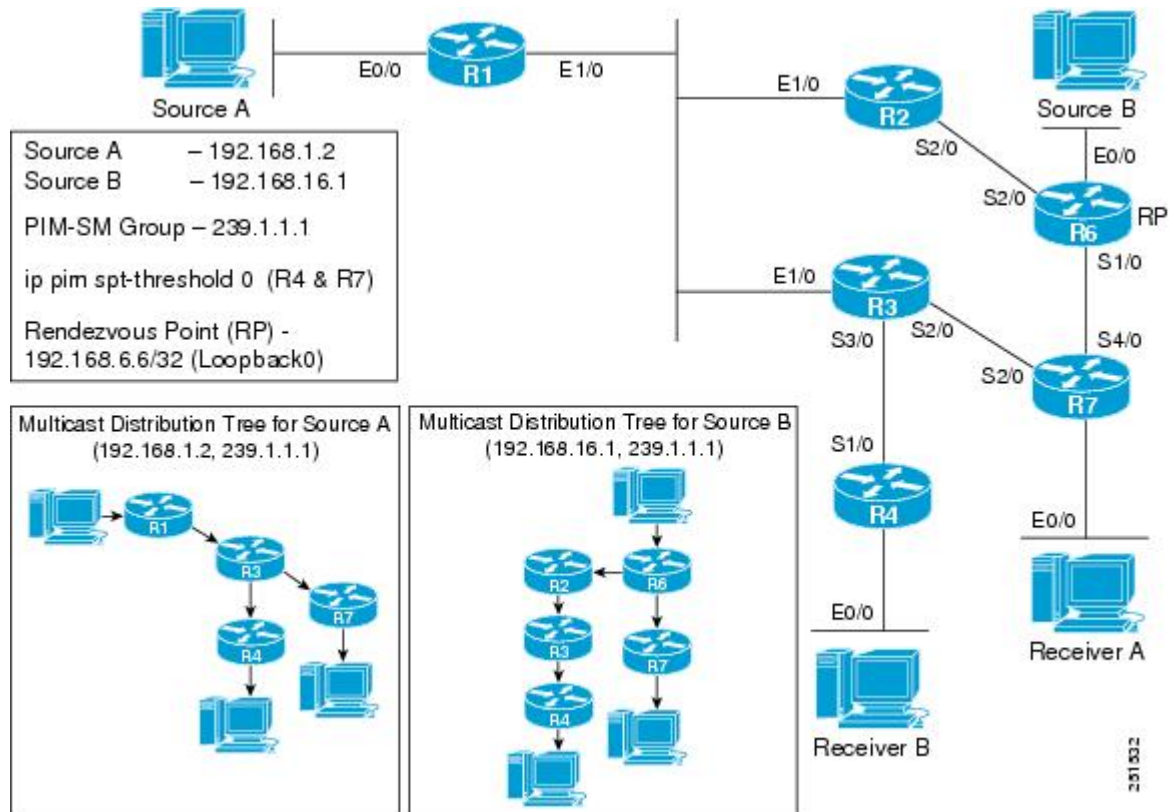 Source A
E0/0
R1
E1/0
E1/0
R2
S2/0
Source B
E0/0
S2/0
R6
RP
S1/0
Source A – 192.168.1.2
Source B – 192.168.16.1
PIM-SM Group – 239.1.1.1
ip pim spt-threshold 0 (R4 & R7)
Rendezvous Point (RP) -
192.168.6.6/32 (Loopback0)
E1/0
R3
S3/0
S2/0
S4/0
S2/0
R7
S1/0
R4
E0/0
E0/0
Receiver B
Receiver A
Multicast Distribution Tree for Source A
(192.168.1.2, 239.1.1.1)
R1
R3
R7
R4
Multicast Distribution Tree for Source B
(192.168.16.1, 239.1.1.1)
R2
R6
R3
R7
R4
251532